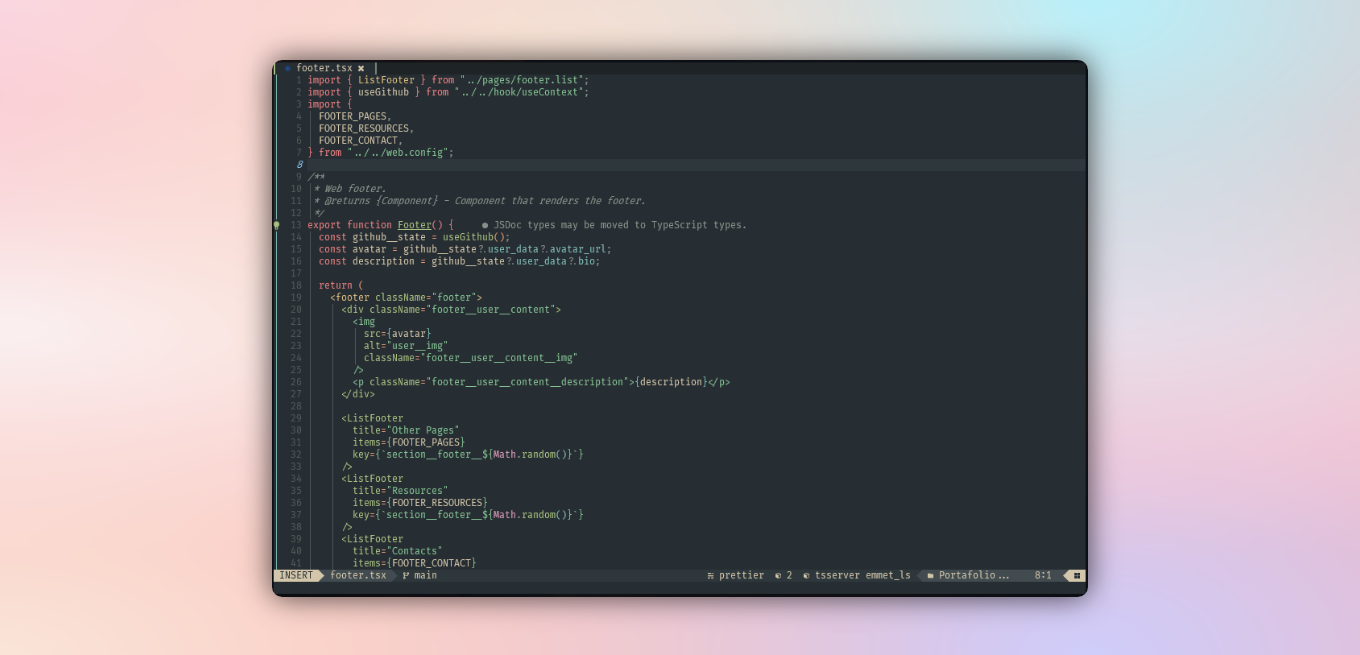 footer.tsx ✖
1 import { ListFooter } from "../pages/footer.list";
2 import { useGithub } from "../../hook/useContext";
3 import {
4   FOOTER_PAGES,
5   FOOTER_RESOURCES,
6   FOOTER_CONTACT,
7 } from "../../web.config";
8
9 /**
10  * Web footer.
11  * @returns {Component} - Component that renders the footer.
12  */
13 export function Footer() {     ● JSDoc types may be moved to TypeScript types.
14   const github__state = useGithub();
15   const avatar = github__state?.user_data?.avatar_url;
16   const description = github__state?.user_data?.bio;
17
18   return (
19     <footer className="footer">
20       <div className="footer__user__content">
21         <img
22           src={avatar}
23           alt="user__img"
24           className="footer__user__content__img"
25         />
26         <p className="footer__user__content__description">{description}</p>
27       </div>
28
29       <ListFooter
30         title="Other Pages"
31         items={FOOTER_PAGES}
32         key={`section__footer__${Math.random()}`}
33       />
34       <ListFooter
35         title="Resources"
36         items={FOOTER_RESOURCES}
37         key={`section__footer__${Math.random()}`}
38       />
39       <ListFooter
40         title="Contacts"
41         items={FOOTER_CONTACT}
INSERT footer.tsx main prettier 2 tsserver emmet_ls Portafolio... 8:1